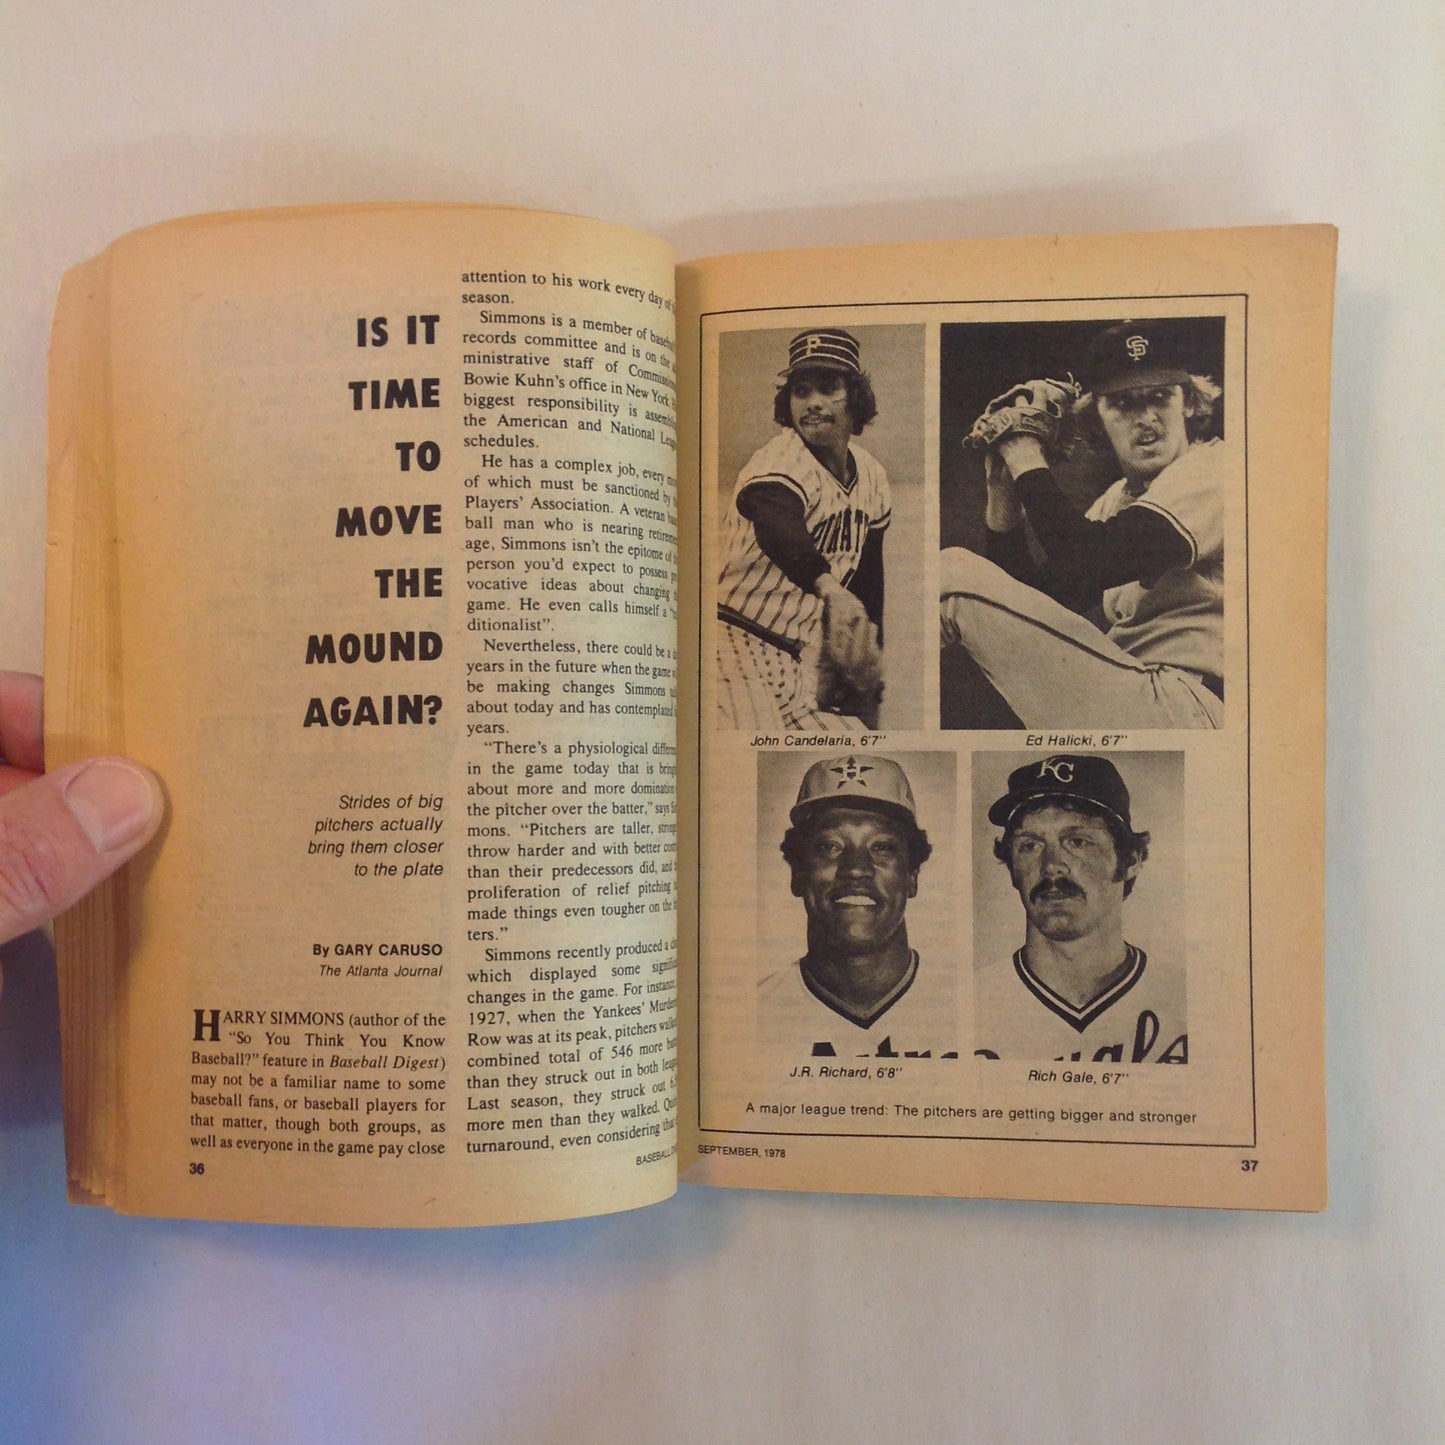 IS IT
TIME
TO
MOVE
THE
MOUND
AGAIN?
Strides of big
pitchers actually
bring them closer
to the plate
By GARY CARUSO
The Atlanta Journal
HARRY SIMMONS (author of the
"So You Think You Know
Baseball?" feature in Baseball Digest)
may not be a familiar name to some
baseball fans, or baseball players for
that matter, though both groups, as
well as everyone in the game pay close
36
attention to his work every day of
season.
Simmons is a member of
records committee and is on the
ministrative staff of
Bowie Kuhn's office in New York.
biggest responsibility is
the American and National
schedules.
He has a complex job, every
of which must be sanctioned by
Players' Association. A veteran
ball man who is nearing
age, Simmons isn't the epitome of
person you'd expect to possess
vocative ideas about changing
game. He even calls himself a
ditionalist".
Nevertheless, there could be a
years in the future when the game
be making changes Simmons
about today and has contemplated
years.
"There's a physiological
in the game today that is
about more and more
the pitcher over the batter," says
mons. "Pitchers are taller,
throw harder and with better
than their predecessors did, and
proliferation of relief pitching
made things even tougher on the
ters."
Simmons recently produced a
which displayed some
changes in the game. For instance,
1927, when the Yankees'
Row was at its peak, pitchers
combined total of 546 more
than they struck out in both
Last season, they struck out
more men than they walked.
turnaround, even considering
BASEBALL
P
PIRAT
SF
John Candelaria, 6'7"
Ed Halicki, 6'7"
H
KC
Astros
yals
J.R. Richard, 6'8"
Rich Gale, 6'7"
A major league trend: The pitchers are getting bigger and stronger
SEPTEMBER, 1978
37